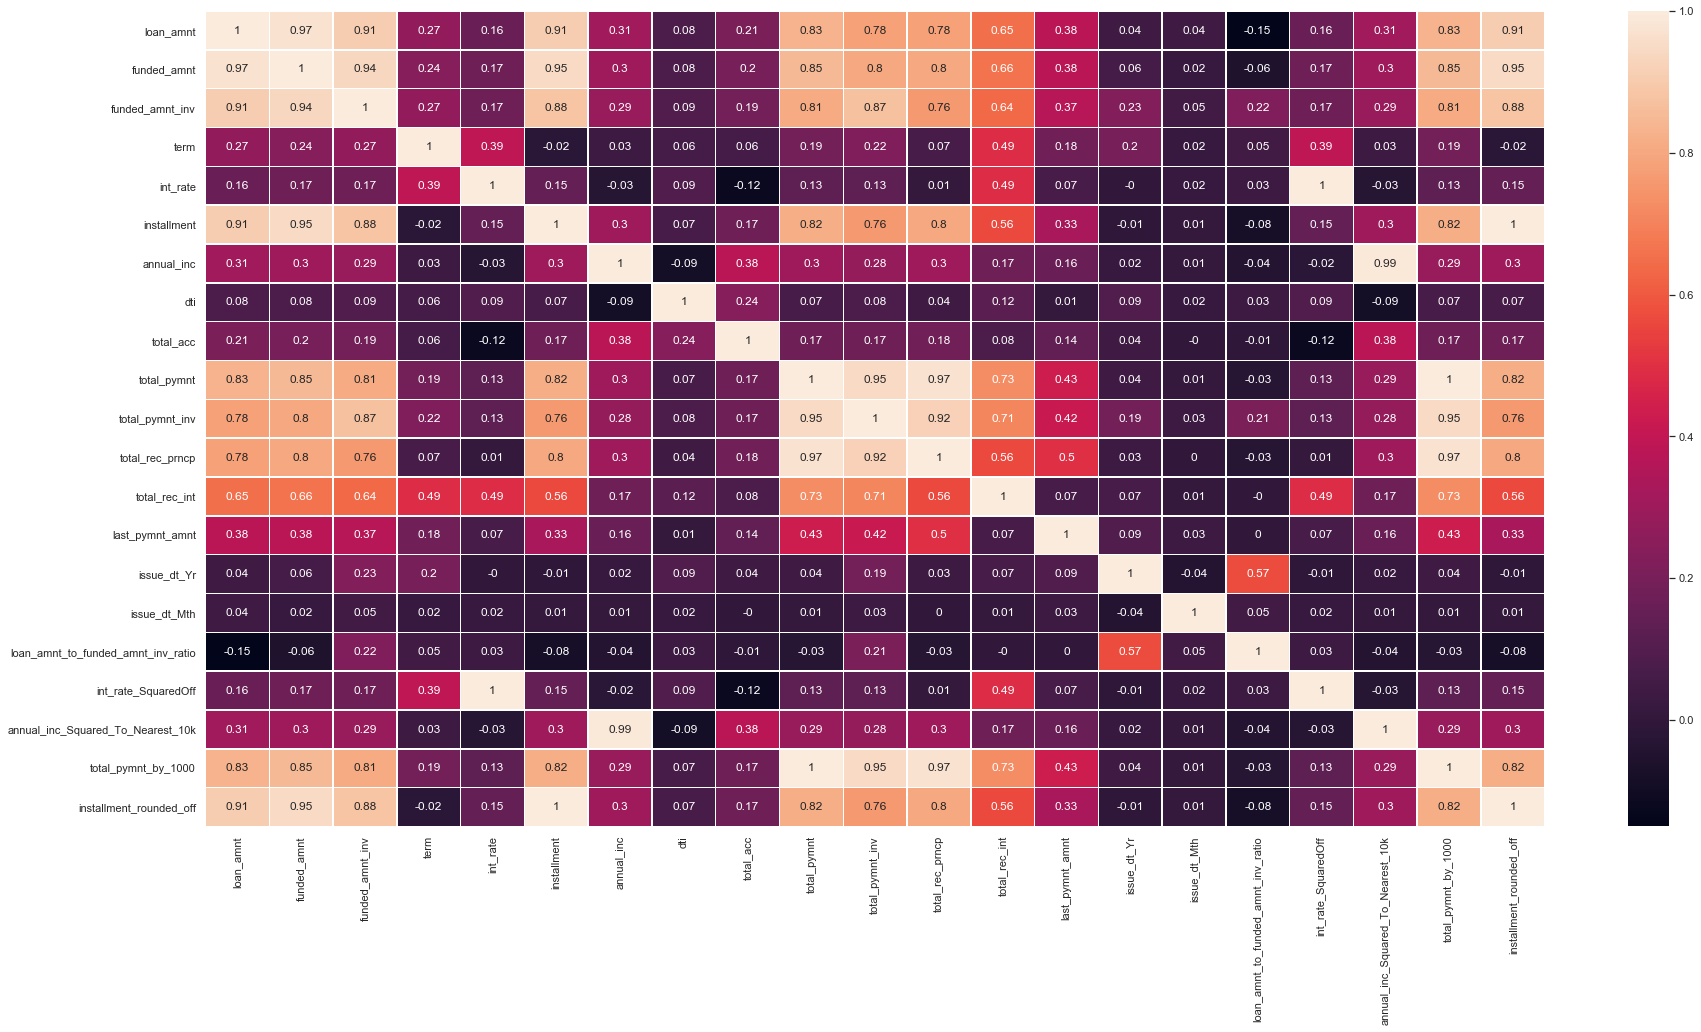 loan_amnt 1 0.97 0.91 0.27 0.16 0.91 0.31 0.08 0.21 0.83 0.78 0.78 0.65 0.38 0.04 0.04 -0.15 0.16 0.31 0.83 0.91 1.0
funded_amnt 0.97 1 0.94 0.24 0.17 0.95 0.3 0.08 0.2 0.85 0.8 0.8 0.66 0.38 0.06 0.02 -0.06 0.17 0.3 0.85 0.95
funded_amnt_inv 0.91 0.94 1 0.27 0.17 0.88 0.29 0.09 0.19 0.81 0.87 0.76 0.64 0.37 0.23 0.05 0.22 0.17 0.29 0.81 0.88
term 0.27 0.24 0.27 1 0.39 -0.02 0.03 0.06 0.06 0.19 0.22 0.07 0.49 0.18 0.2 0.02 0.05 0.39 0.03 0.19 -0.02 0.8
int_rate 0.16 0.17 0.17 0.39 1 0.15 -0.03 0.09 -0.12 0.13 0.13 0.01 0.49 0.07 -0 0.02 0.03 1 -0.03 0.13 0.15
installment 0.91 0.95 0.88 -0.02 0.15 1 0.3 0.07 0.17 0.82 0.76 0.8 0.56 0.33 -0.01 0.01 -0.08 0.15 0.3 0.82 1
annual_inc 0.31 0.3 0.29 0.03 -0.03 0.3 1 -0.09 0.38 0.3 0.28 0.3 0.17 0.16 0.02 0.01 -0.04 -0.02 0.99 0.29 0.3
dti 0.08 0.08 0.09 0.06 0.09 0.07 -0.09 1 0.24 0.07 0.08 0.04 0.12 0.01 0.09 0.02 0.03 0.09 -0.09 0.07 0.07 0.6
total_acc 0.21 0.2 0.19 0.06 -0.12 0.17 0.38 0.24 1 0.17 0.17 0.18 0.08 0.14 0.04 -0 -0.01 -0.12 0.38 0.17 0.17
total_pymnt 0.83 0.85 0.81 0.19 0.13 0.82 0.3 0.07 0.17 1 0.95 0.97 0.73 0.43 0.04 0.01 -0.03 0.13 0.29 1 0.82
total_pymnt_inv 0.78 0.8 0.87 0.22 0.13 0.76 0.28 0.08 0.17 0.95 1 0.92 0.71 0.42 0.19 0.03 0.21 0.13 0.28 0.95 0.76
total_rec_prncp 0.78 0.8 0.76 0.07 0.01 0.8 0.3 0.04 0.18 0.97 0.92 1 0.56 0.5 0.03 0 -0.03 0.01 0.3 0.97 0.8 0.4
total_rec_int 0.65 0.66 0.64 0.49 0.49 0.56 0.17 0.12 0.08 0.73 0.71 0.56 1 0.07 0.07 0.01 -0 0.49 0.17 0.73 0.56
last_pymnt_amnt 0.38 0.38 0.37 0.18 0.07 0.33 0.16 0.01 0.14 0.43 0.42 0.5 0.07 1 0.09 0.03 0 0.07 0.16 0.43 0.33
issue_dt_Yr 0.04 0.06 0.23 0.2 -0 -0.01 0.02 0.09 0.04 0.04 0.19 0.03 0.07 0.09 1 -0.04 0.57 -0.01 0.02 0.04 -0.01 0.2
issue_dt_Mth 0.04 0.02 0.05 0.02 0.02 0.01 0.01 0.02 -0 0.01 0.03 0 0.01 0.03 -0.04 1 0.05 0.02 0.01 0.01 0.01
loan_amnt_to_funded_amnt_inv_ratio -0.15 -0.06 0.22 0.05 0.03 -0.08 -0.04 0.03 -0.01 -0.03 0.21 -0.03 -0 0 0.57 0.05 1 0.03 -0.04 -0.03 -0.08
int_rate_SquaredOff 0.16 0.17 0.17 0.39 1 0.15 -0.02 0.09 -0.12 0.13 0.13 0.01 0.49 0.07 -0.01 0.02 0.03 1 -0.03 0.13 0.15
annual_inc_Squared_To_Nearest_10k 0.31 0.3 0.29 0.03 -0.03 0.3 0.99 -0.09 0.38 0.29 0.28 0.3 0.17 0.16 0.02 0.01 -0.04 -0.03 1 0.29 0.3 0.0
total_pymnt_by_1000 0.83 0.85 0.81 0.19 0.13 0.82 0.29 0.07 0.17 1 0.95 0.97 0.73 0.43 0.04 0.01 -0.03 0.13 0.29 1 0.82
installment_rounded_off 0.91 0.95 0.88 -0.02 0.15 1 0.3 0.07 0.17 0.82 0.76 0.8 0.56 0.33 -0.01 0.01 -0.08 0.15 0.3 0.82 1
loan_amnt
funded_amnt
funded_amnt_inv
term
int_rate
installment
annual_inc
dti
total_acc
total_pymnt
total_pymnt_inv
total_rec_prncp
total_rec_int
last_pymnt_amnt
issue_dt_Yr
issue_dt_Mth
loan_amnt_to_funded_amnt_inv_ratio
int_rate_SquaredOff
annual_inc_Squared_To_Nearest_10k
total_pymnt_by_1000
installment_rounded_off